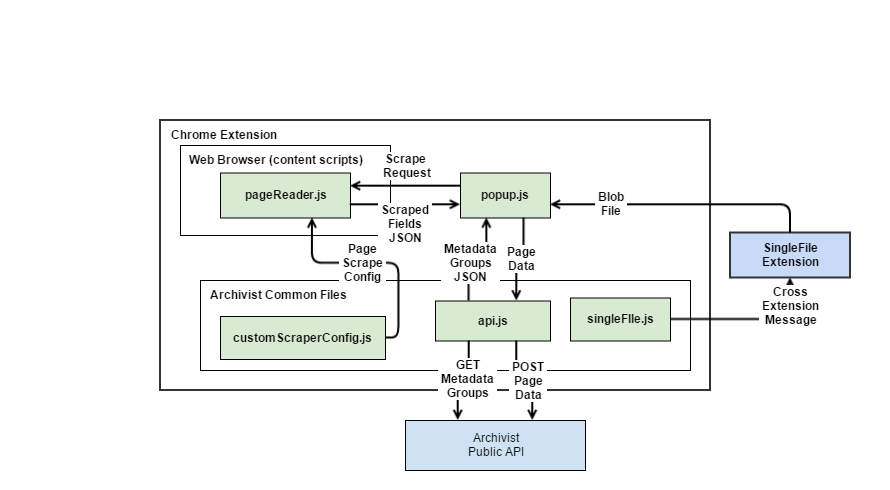 Chrome Extension
Web Browser (content scripts)
Scrape
Request
pageReader.js
popup.js
Blob
File
Scraped
Fields
JSON
SingleFile
Extension
Page
Scrape
Config
Metadata
Groups
JSON
Page
Data
Archivist Common Files
Cross
Extension
Message
customScraperConfig.js
api.js
singleFIle.js
GET
Metadata
Groups
POST
Page
Data
Archivist
Public API